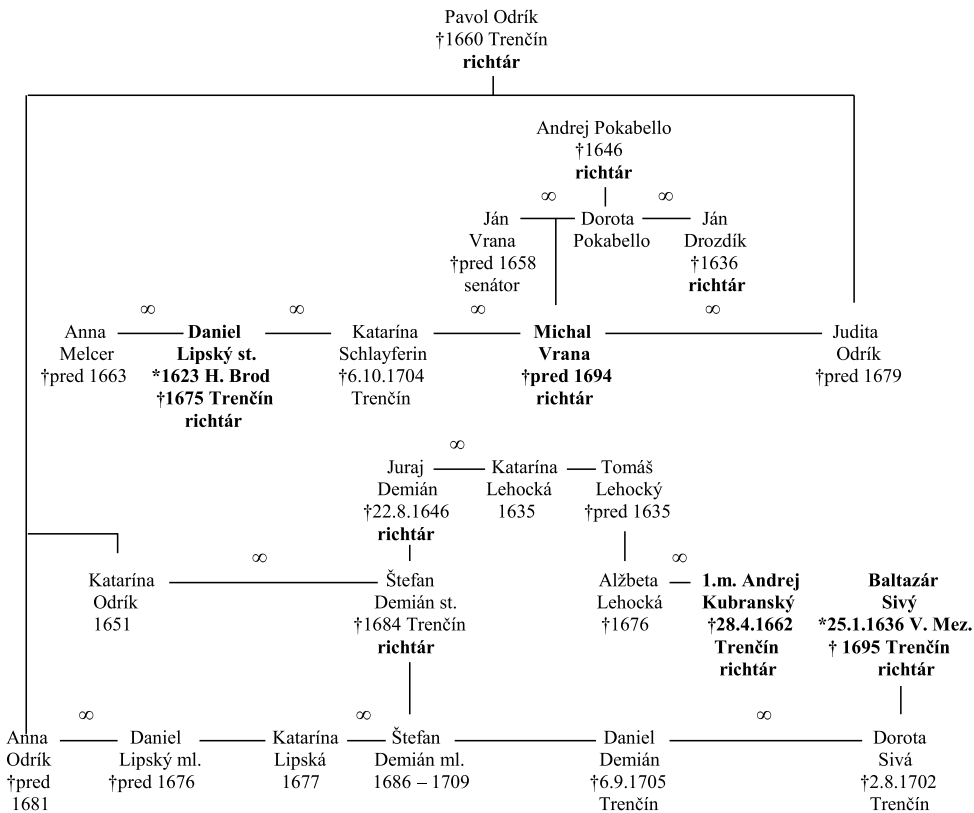 Pavol Odrík
†1660 Trenčín
richtár
Andrej Pokabello
†1646
richtár
∞ ∞
Ján Dorota Ján
Vrana Pokabello Drozdík
†pred 1658 †1636
senátor richtár
∞ ∞ ∞ ∞
Anna Daniel Katarína Michal Judita
Melcer Lipský st. Schlayferin Vrana Odrík
†pred 1663 *1623 H. Brod †6.10.1704 †pred 1694 †pred 1679
†1675 Trenčín Trenčín richtár
richtár
∞
Juraj Katarína Tomáš
Demián Lehocká Lehocký
†22.8.1646 1635 †pred 1635
richtár
∞ ∞
Katarína Štefan Alžbeta 1.m. Andrej Baltazár
Odrík Demián st. Lehocká Kubranský Sivý
1651 †1684 Trenčín †1676 †28.4.1662 *25.1.1636 V. Mez.
richtár Trenčín † 1695 Trenčín
richtár richtár
∞ ∞ ∞
Anna Daniel Katarína Štefan Daniel Dorota
Odrík Lipský ml. Lipská Demián ml. Demián Sivá
†pred †pred 1676 1677 1686 – 1709 †6.9.1705 †2.8.1702
1681 Trenčín Trenčín